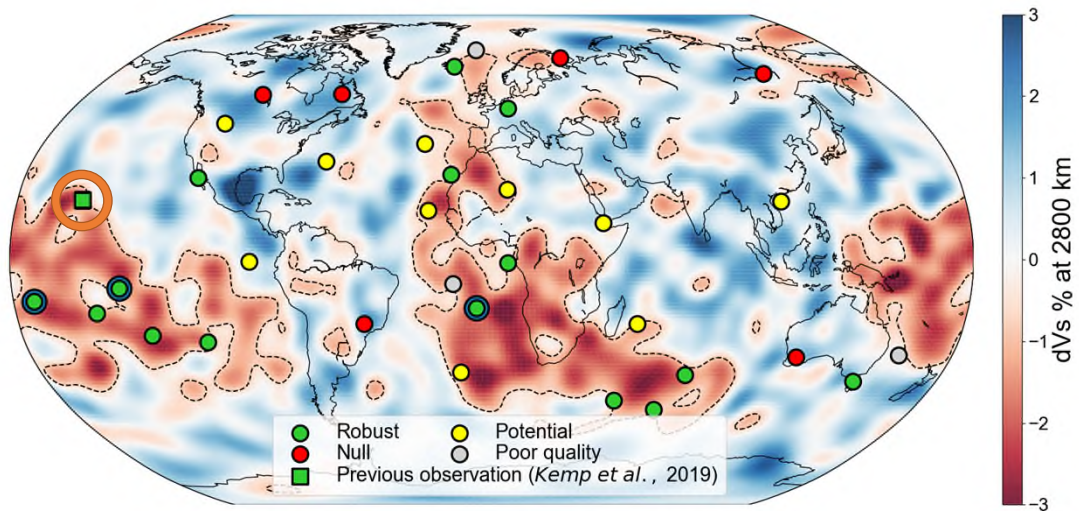 3
2
1
0
−1
−2
−3
dVs % at 2800 km
Robust
Potential
Null
Poor quality
Previous observation (Kemp et al., 2019)